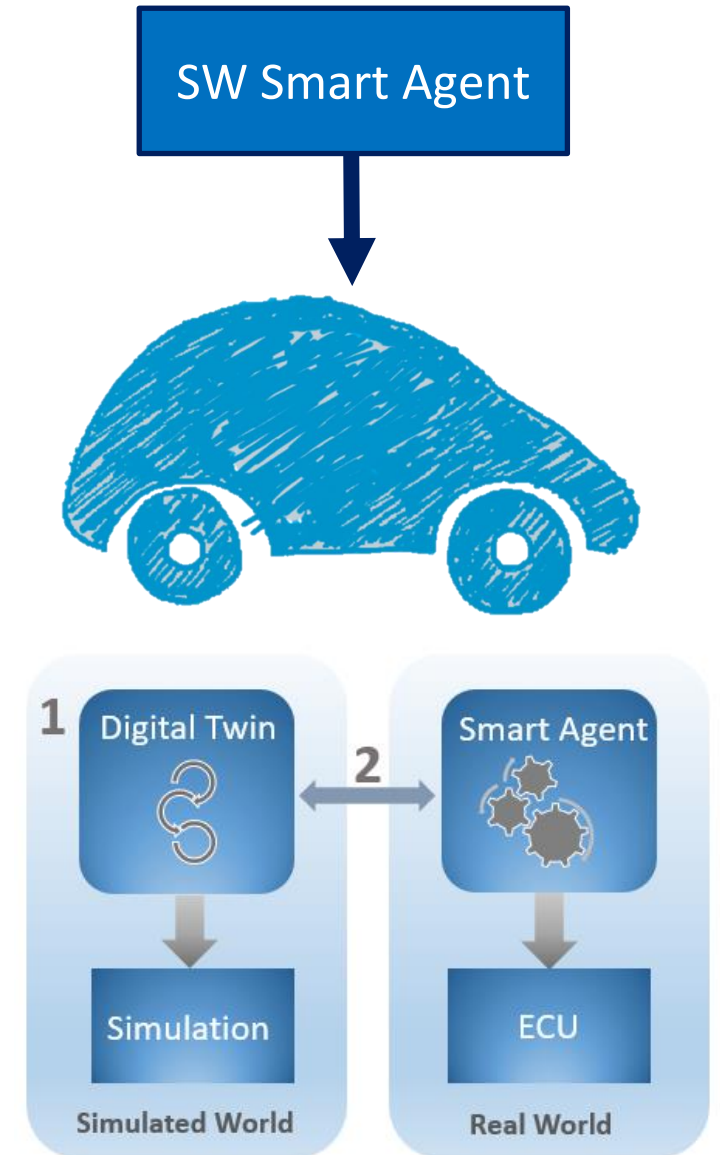 SW Smart Agent
1
Digital Twin
2
Smart Agent
Simulation
ECU
Simulated World
Real World